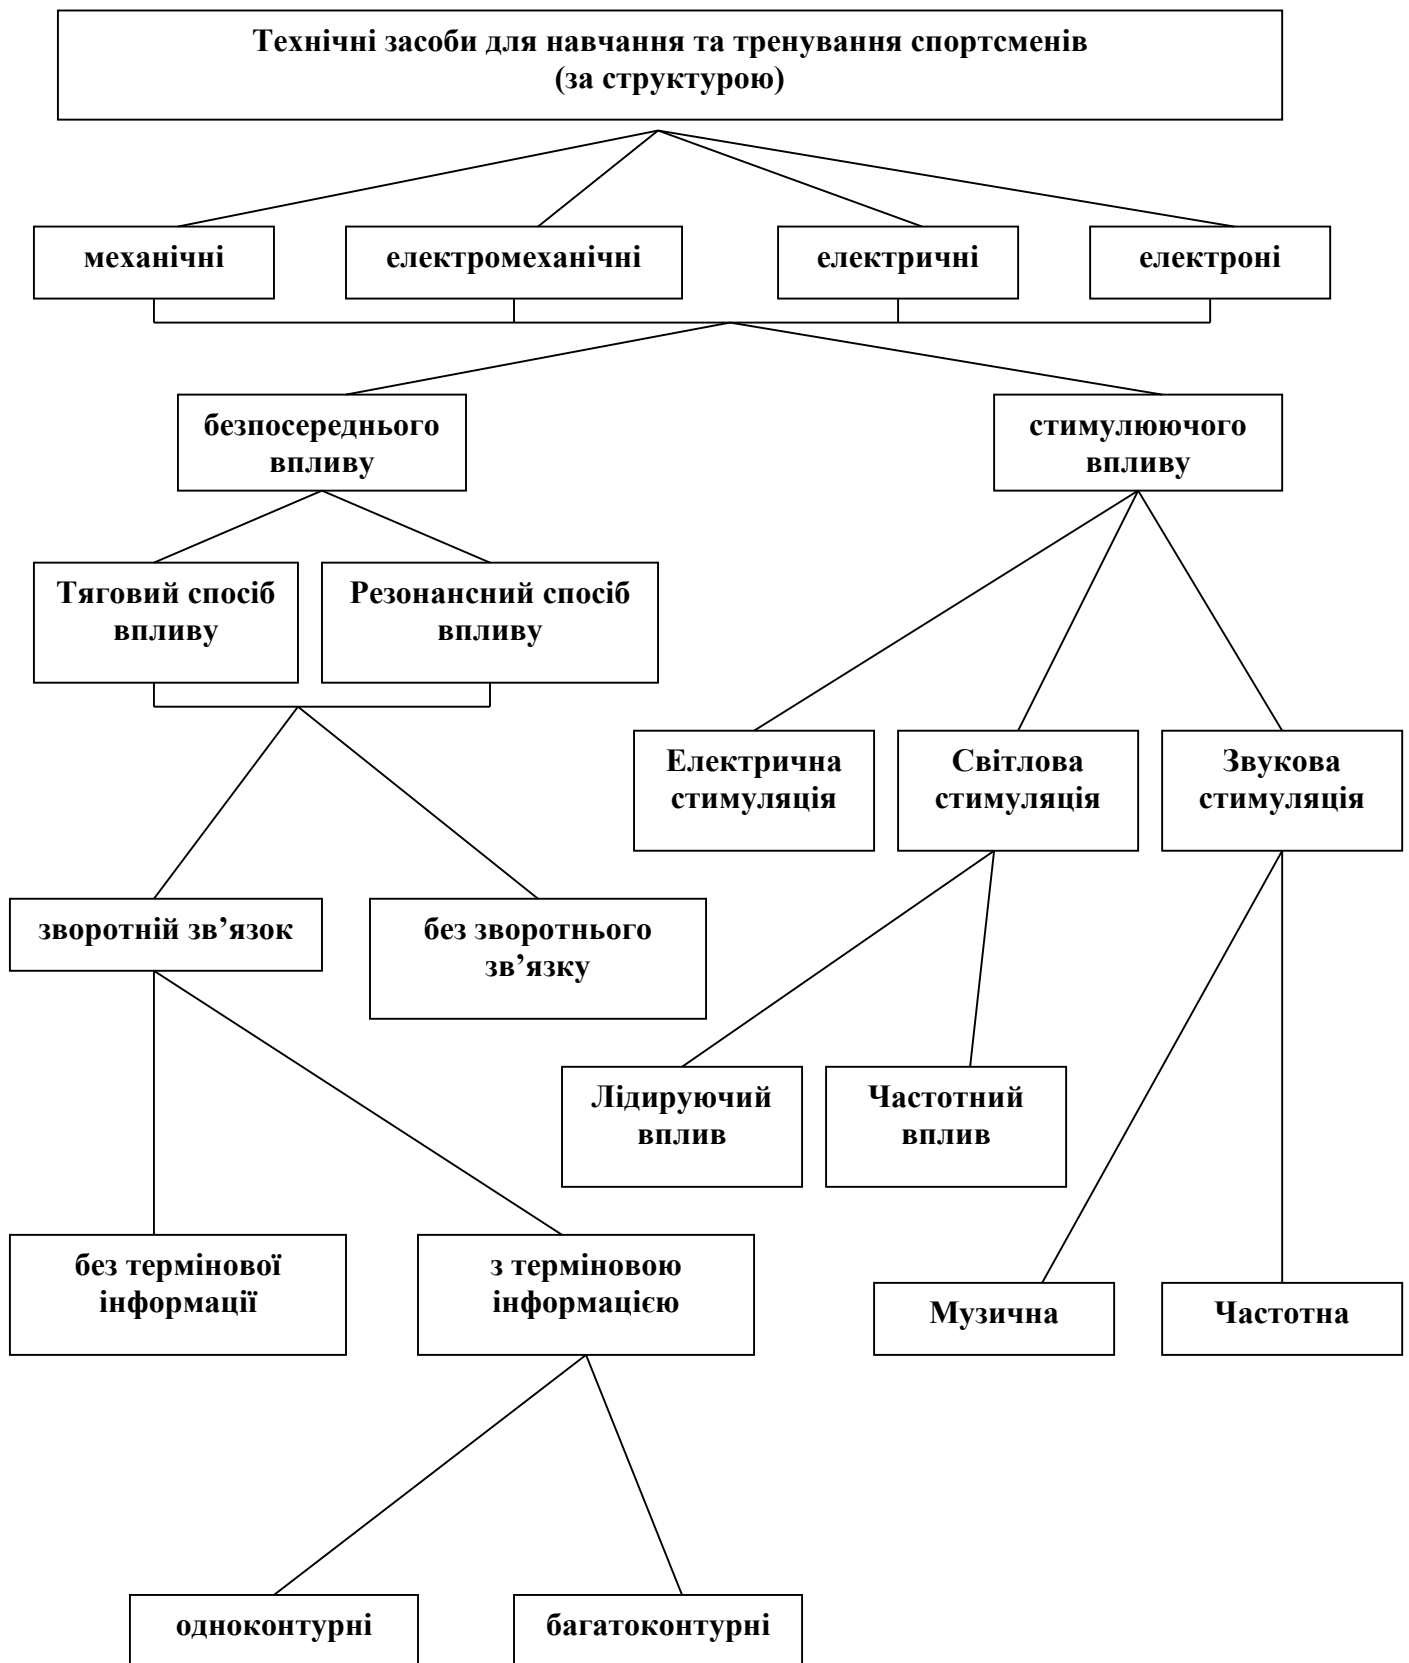 Технічні засоби для навчання та тренування спортсменів
(за структурою)
механічні
електромеханічні
електричні
електроні
безпосереднього
впливу
стимулюючого
впливу
Тяговий спосіб
впливу
Резонансний спосіб
впливу
Електрична
стимуляція
Світлова
стимуляція
Звукова
стимуляція
зворотній зв’язок
без зворотнього
зв’язку
Лідируючий
вплив
Частотний
вплив
без термінової
інформації
з терміновою
інформацією
Музична
Частотна
одноконтурні
багатоконтурні